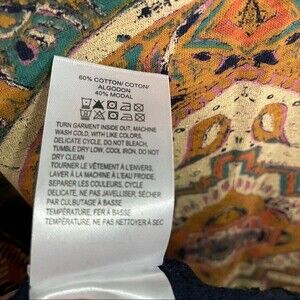 60% COTTON/ COTON/
ALGODON
40% MODAL
TURN GARMENT INSIDE OUT, MACHINE
WASH COLD, WITH LIKE COLORS.
DELICATE CYCLE, DO NOT BLEACH,
TUMBLE DRY LOW, COOL IRON. DO NOT
DRY CLEAN
TOURNER LE VÊTEMENT À L'ENVERS,
LAVER À LA MACHINE À L'EAU FROIDE,
SEPARER LES COULEURS, CYCLE
DELICATE, NE PAS JAVELLISER, SÉCHER
PAR CULBUTAGE À BASSE
TEMPÉRATURE, FER À BASSE
TEMPÉRATURE, NE PAS NETTOYER À SEC